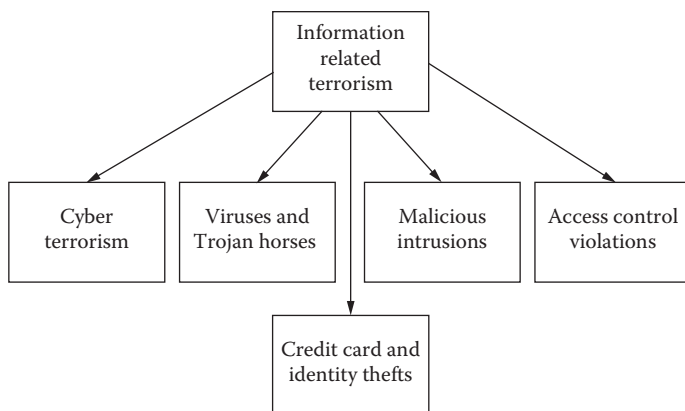 Information
related
terrorism
Cyber
terrorism
Viruses and
Trojan horses
Malicious
intrusions
Access control
violations
Credit card and
identity thefts